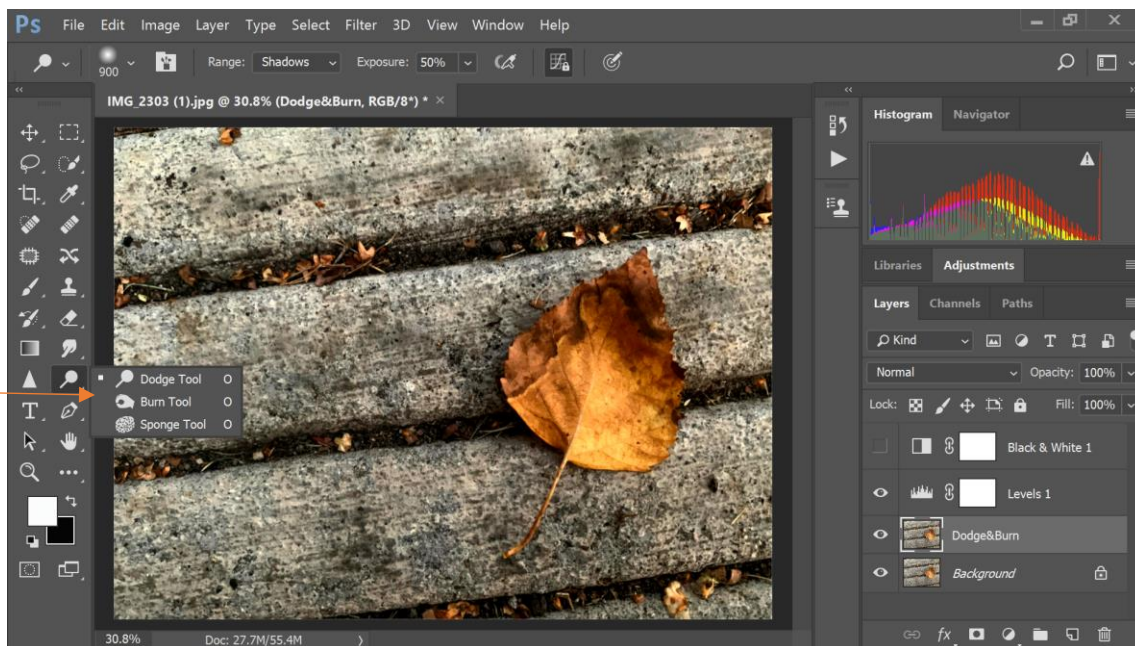 Ps File Edit Image Layer Type Select Filter 3D View Window Help
900 Range: Shadows Exposure: 50%
IMG_2303 (1).jpg @ 30.8% (Dodge&Burn, RGB/8*) * ×
Histogram Navigator
Libraries Adjustments
Layers Channels Paths
Kind
Normal Opacity: 100%
Lock: Fill: 100%
Dodge Tool O
Burn Tool O
Sponge Tool O
Black & White 1
Levels 1
Dodge&Burn
Background
fx
30.8% Doc: 27.7M/55.4M